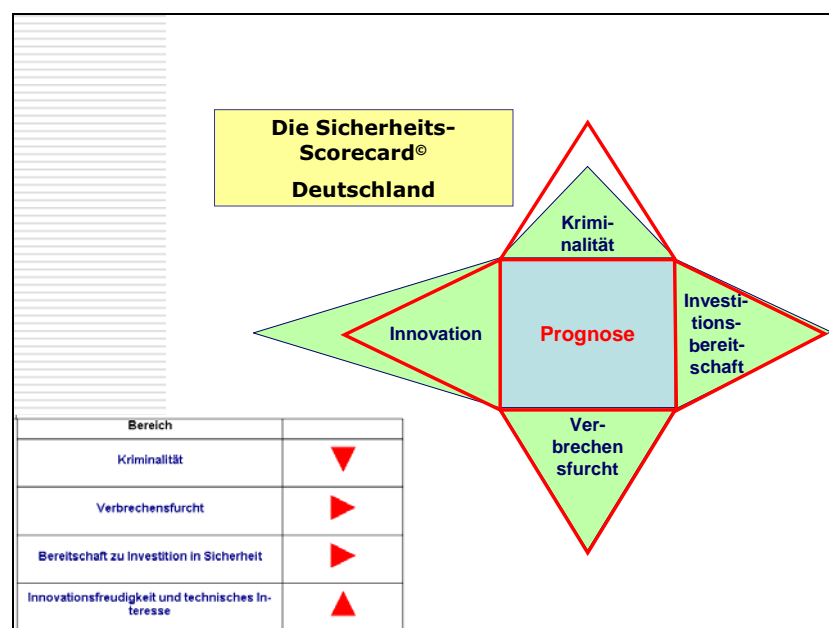 Die Sicherheits-
Scorecard©
Deutschland
Krimi-
nalität
Innovation
Prognose
Investi-
tions-
bereit-
schaft
Ver-
brechen
sfurcht
Bereich
Kriminalität
Verbrechensfurcht
Bereitschaft zu Investition in Sicherheit
Innovationsfreudigkeit und technisches In-
teresse